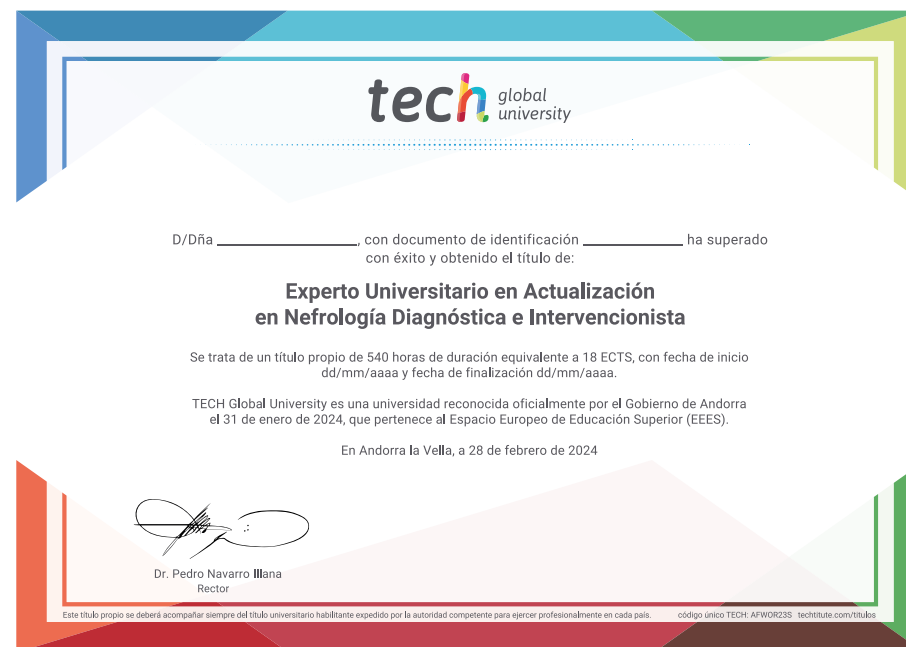 tech global university
D/Dña ____________________, con documento de identificación ______________ ha superado
con éxito y obtenido el título de:
Experto Universitario en Actualización
en Nefrología Diagnóstica e Intervencionista
Se trata de un título propio de 540 horas de duración equivalente a 18 ECTS, con fecha de inicio
dd/mm/aaaa y fecha de finalización dd/mm/aaaa.
TECH Global University es una universidad reconocida oficialmente por el Gobierno de Andorra
el 31 de enero de 2024, que pertenece al Espacio Europeo de Educación Superior (EEES).
En Andorra la Vella, a 28 de febrero de 2024
Dr. Pedro Navarro Illana
Rector
Este título propio se deberá acompañar siempre del título universitario habilitante expedido por la autoridad competente para ejercer profesionalmente en cada país. código único TECH: AFWOR23S techtitute.com/titulos